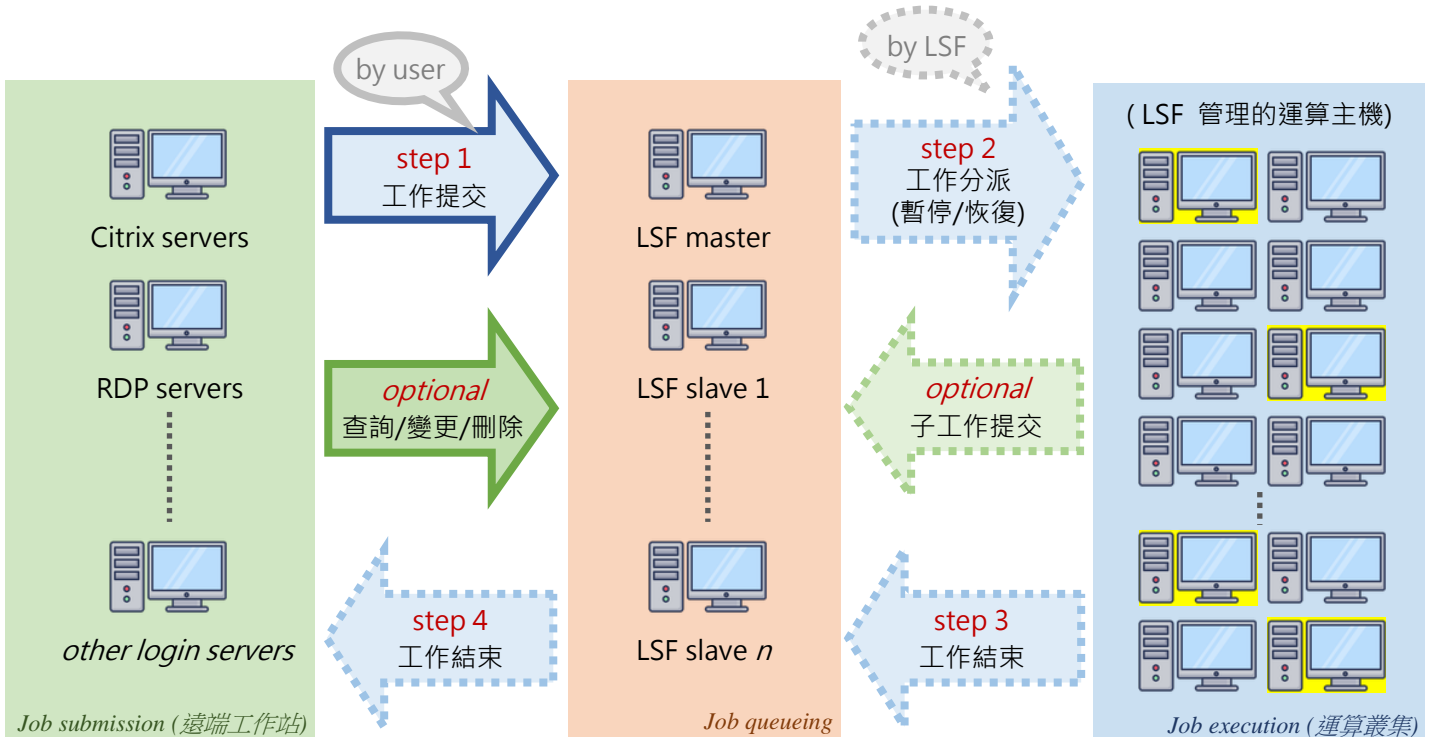 by user
by LSF
Citrix servers
RDP servers
other login servers
Job submission (遠端工作站)
step 1
工作提交
optional
查詢/變更/刪除
step 4
工作結束
LSF master
LSF slave 1
LSF slave n
Job queueing
step 2
工作分派
(暫停/恢復)
optional
子工作提交
step 3
工作結束
( LSF 管理的運算主機)
Job execution (運算叢集)